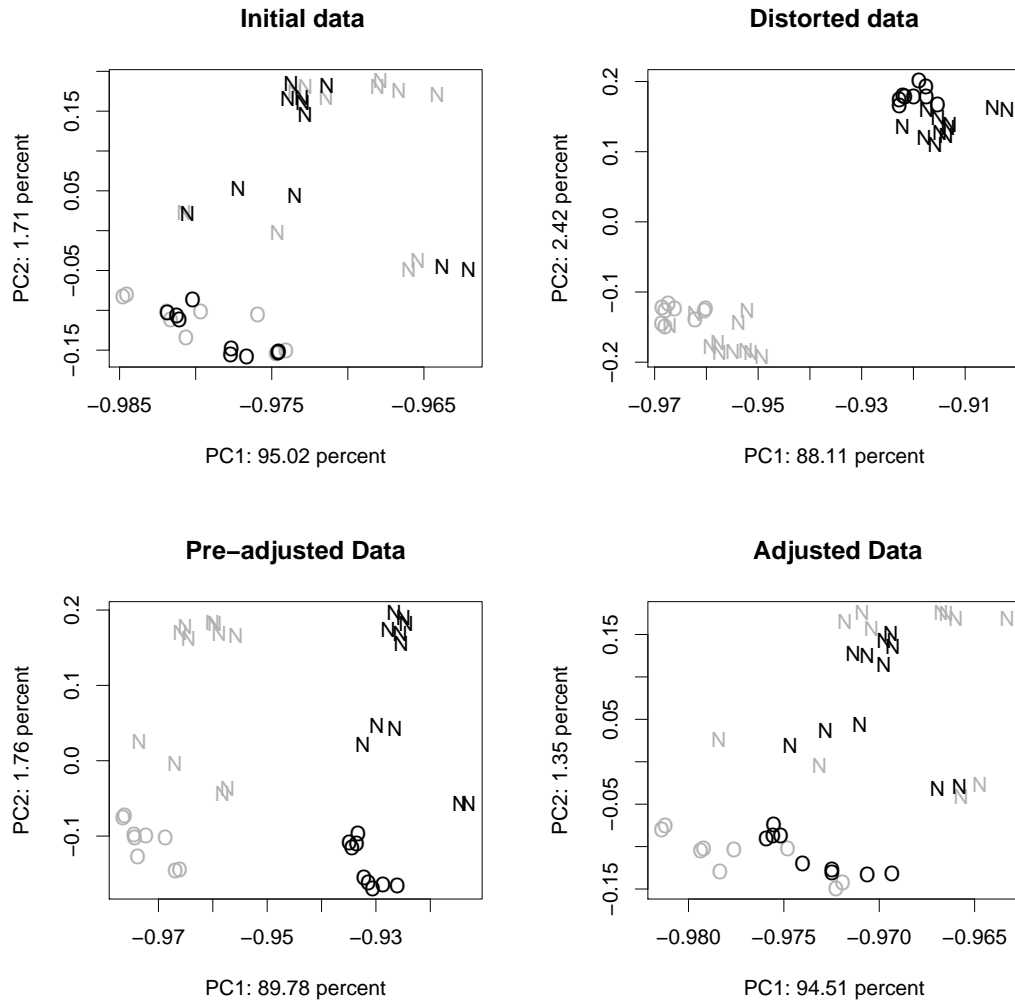 Initial data
PC2: 1.71 percent
0.15
0.05
−0.05
−0.15
−0.985
−0.975
−0.965
PC1: 95.02 percent
Distorted data
PC2: 2.42 percent
0.2
0.1
0.0
−0.1
−0.2
−0.97
−0.95
−0.93
−0.91
PC1: 88.11 percent
Pre−adjusted Data
PC2: 1.76 percent
0.2
0.1
0.0
−0.1
−0.97
−0.95
−0.93
PC1: 89.78 percent
Adjusted Data
PC2: 1.35 percent
0.15
0.05
−0.05
−0.15
−0.980
−0.975
−0.970
−0.965
PC1: 94.51 percent